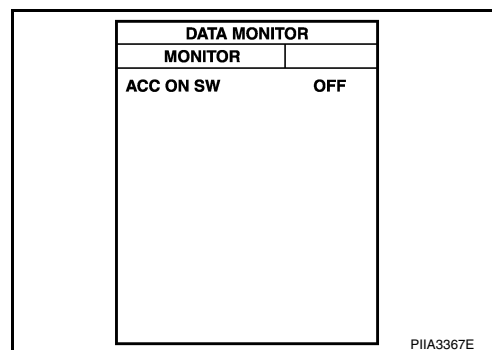 DATA MONITOR
MONITOR
ACC ON SW OFF
PIIA3367E